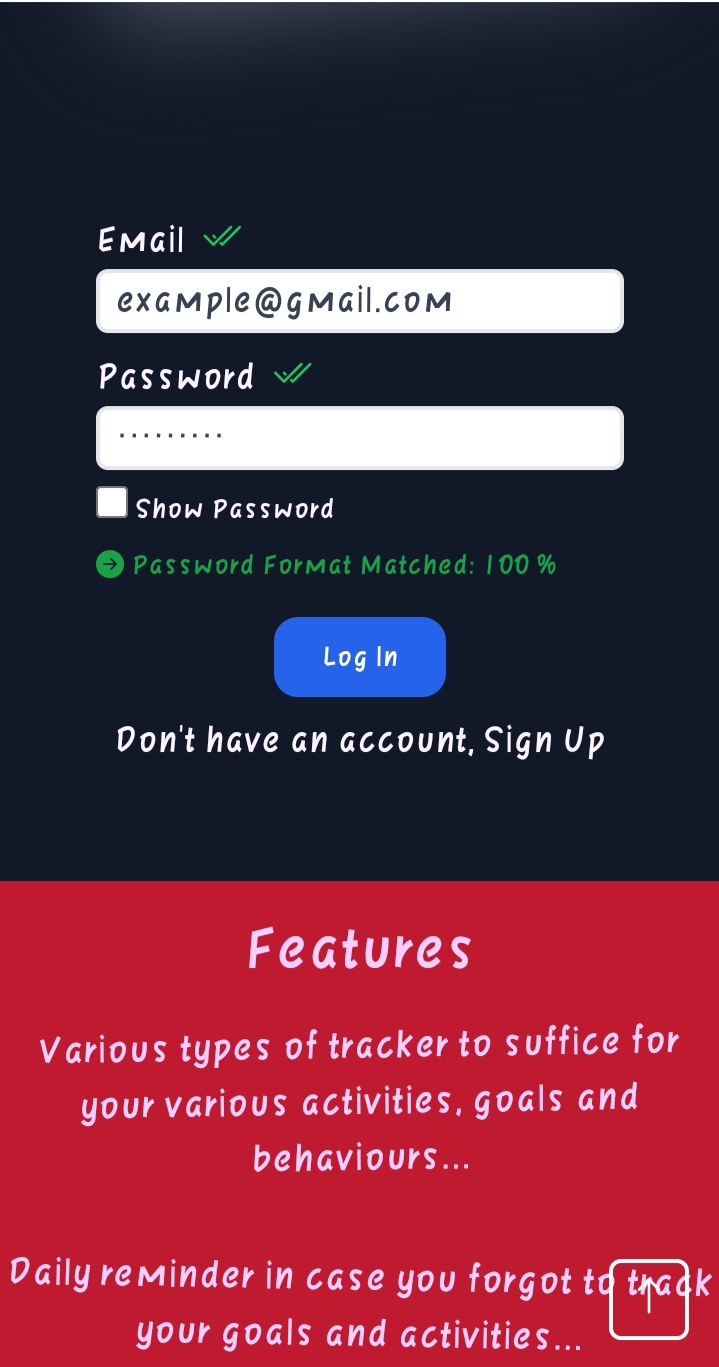 Email
example@gmail.com
Password
·········
Show Password
Password Format Matched: 100 %
Log In
Don't have an account, Sign Up
Features
Various types of tracker to suffice for
your various activities, goals and
behaviours...
Daily reminder in case you forgot to track
your goals and activities...